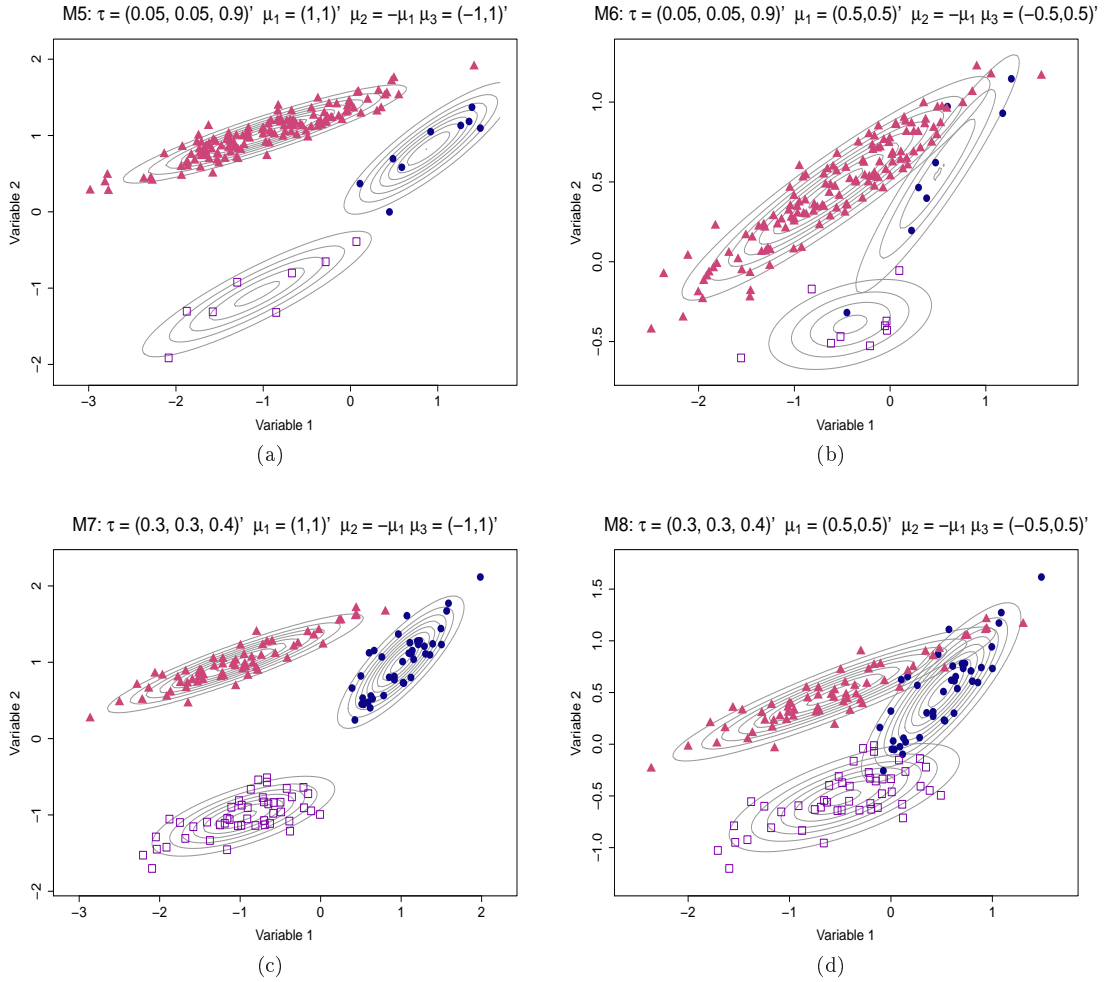 M5: τ = (0.05, 0.05, 0.9)' μ₁ = (1,1)' μ₂ = −μ₁ μ₃ = (−1,1)'
2
1
0
−1
−2
Variable 2
−3
−2
−1
0
1
Variable 1
(a)
M6: τ = (0.05, 0.05, 0.9)' μ₁ = (0.5,0.5)' μ₂ = −μ₁ μ₃ = (−0.5,0.5)'
1.0
0.5
0.0
−0.5
Variable 2
−2
−1
0
1
Variable 1
(b)
M7: τ = (0.3, 0.3, 0.4)' μ₁ = (1,1)' μ₂ = −μ₁ μ₃ = (−1,1)'
2
1
0
−1
−2
Variable 2
−3
−2
−1
0
1
2
Variable 1
(c)
M8: τ = (0.3, 0.3, 0.4)' μ₁ = (0.5,0.5)' μ₂ = −μ₁ μ₃ = (−0.5,0.5)'
1.5
1.0
0.5
0.0
−0.5
−1.0
Variable 2
−2
−1
0
1
Variable 1
(d)